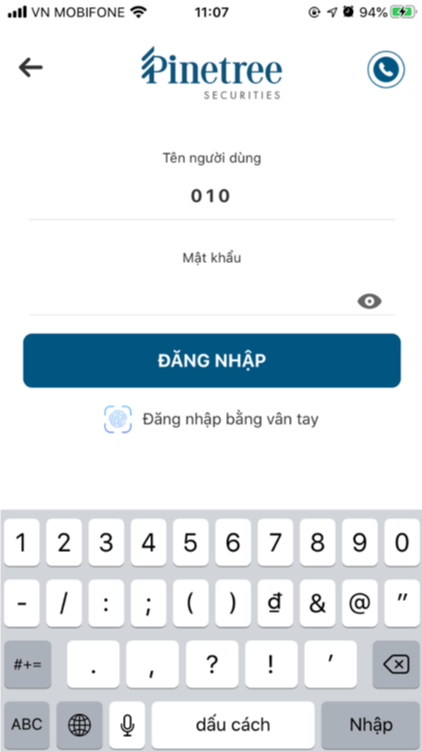 VN MOBIFONE 11:07 94%
Pinetree
SECURITIES
Tên người dùng
010
Mật khẩu
ĐĂNG NHẬP
Đăng nhập bằng vân tay
1 2 3 4 5 6 7 8 9 0
- / : ; ( ) ₫ & @ ”
#+= . , ? ! ’
ABC dấu cách Nhập